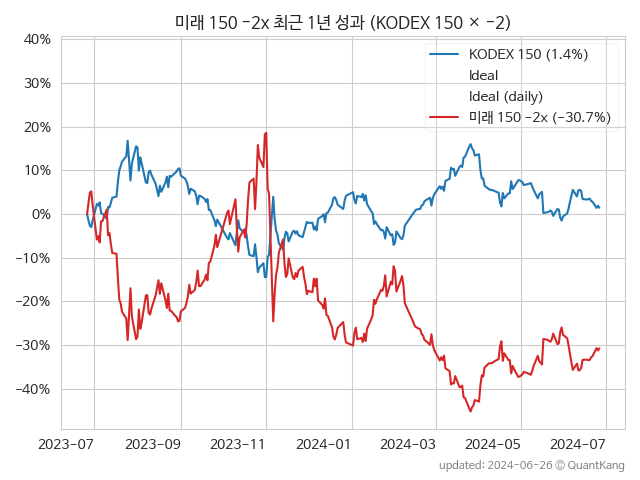 미래 150 −2x 최근 1년 성과 (KODEX 150 × −2)
40%
30%
20%
10%
0%
−10%
−20%
−30%
−40%
KODEX 150 (1.4%)
Ideal
Ideal (daily)
미래 150 −2x (−30.7%)
2023-07
2023-09
2023-11
2024-01
2024-03
2024-05
2024-07
updated: 2024-06-26 ⓒ QuantKang